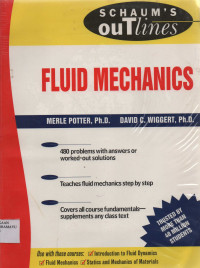 SCHAUM'S
ouTlines
FLUID MECHANICS
MERLE POTTER, Ph.D. DAVID C. WIGGERT, Ph.D.
480 problems with answers or
worked-out solutions
Teaches fluid mechanics step by step
Covers all course fundamentals—
supplements any class text
TRUSTED BY
MORE THAN
40 MILLION
STUDENTS
Use with these courses: Introduction to Fluid Dynamics
Fluid Mechanics Statics and Mechanics of Materials